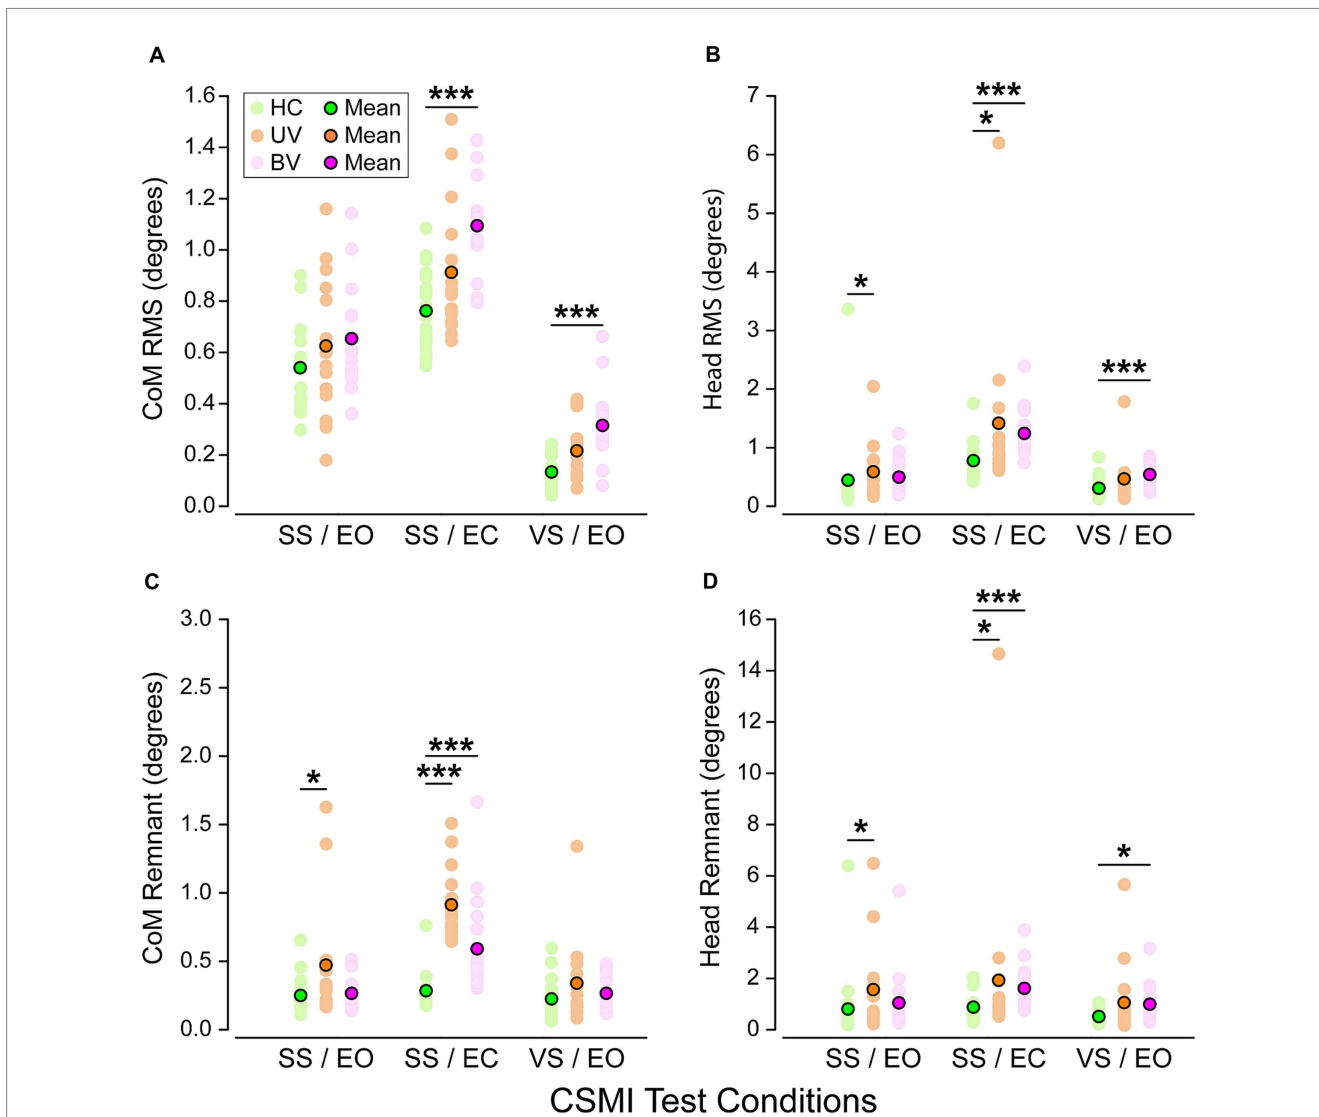 A
CoM RMS (degrees)
1.6
1.4
1.2
1.0
0.8
0.6
0.4
0.2
0.0
HC Mean
UV Mean
BV Mean
***
***
SS / EO SS / EC VS / EO
B
Head RMS (degrees)
7
6
5
4
3
2
1
0
*
***
*
***
SS / EO SS / EC VS / EO
C
CoM Remnant (degrees)
3.0
2.5
2.0
1.5
1.0
0.5
0.0
*
***
***
SS / EO SS / EC VS / EO
D
Head Remnant (degrees)
16
14
12
10
8
6
4
2
0
*
***
*
*
SS / EO SS / EC VS / EO
CSMI Test Conditions